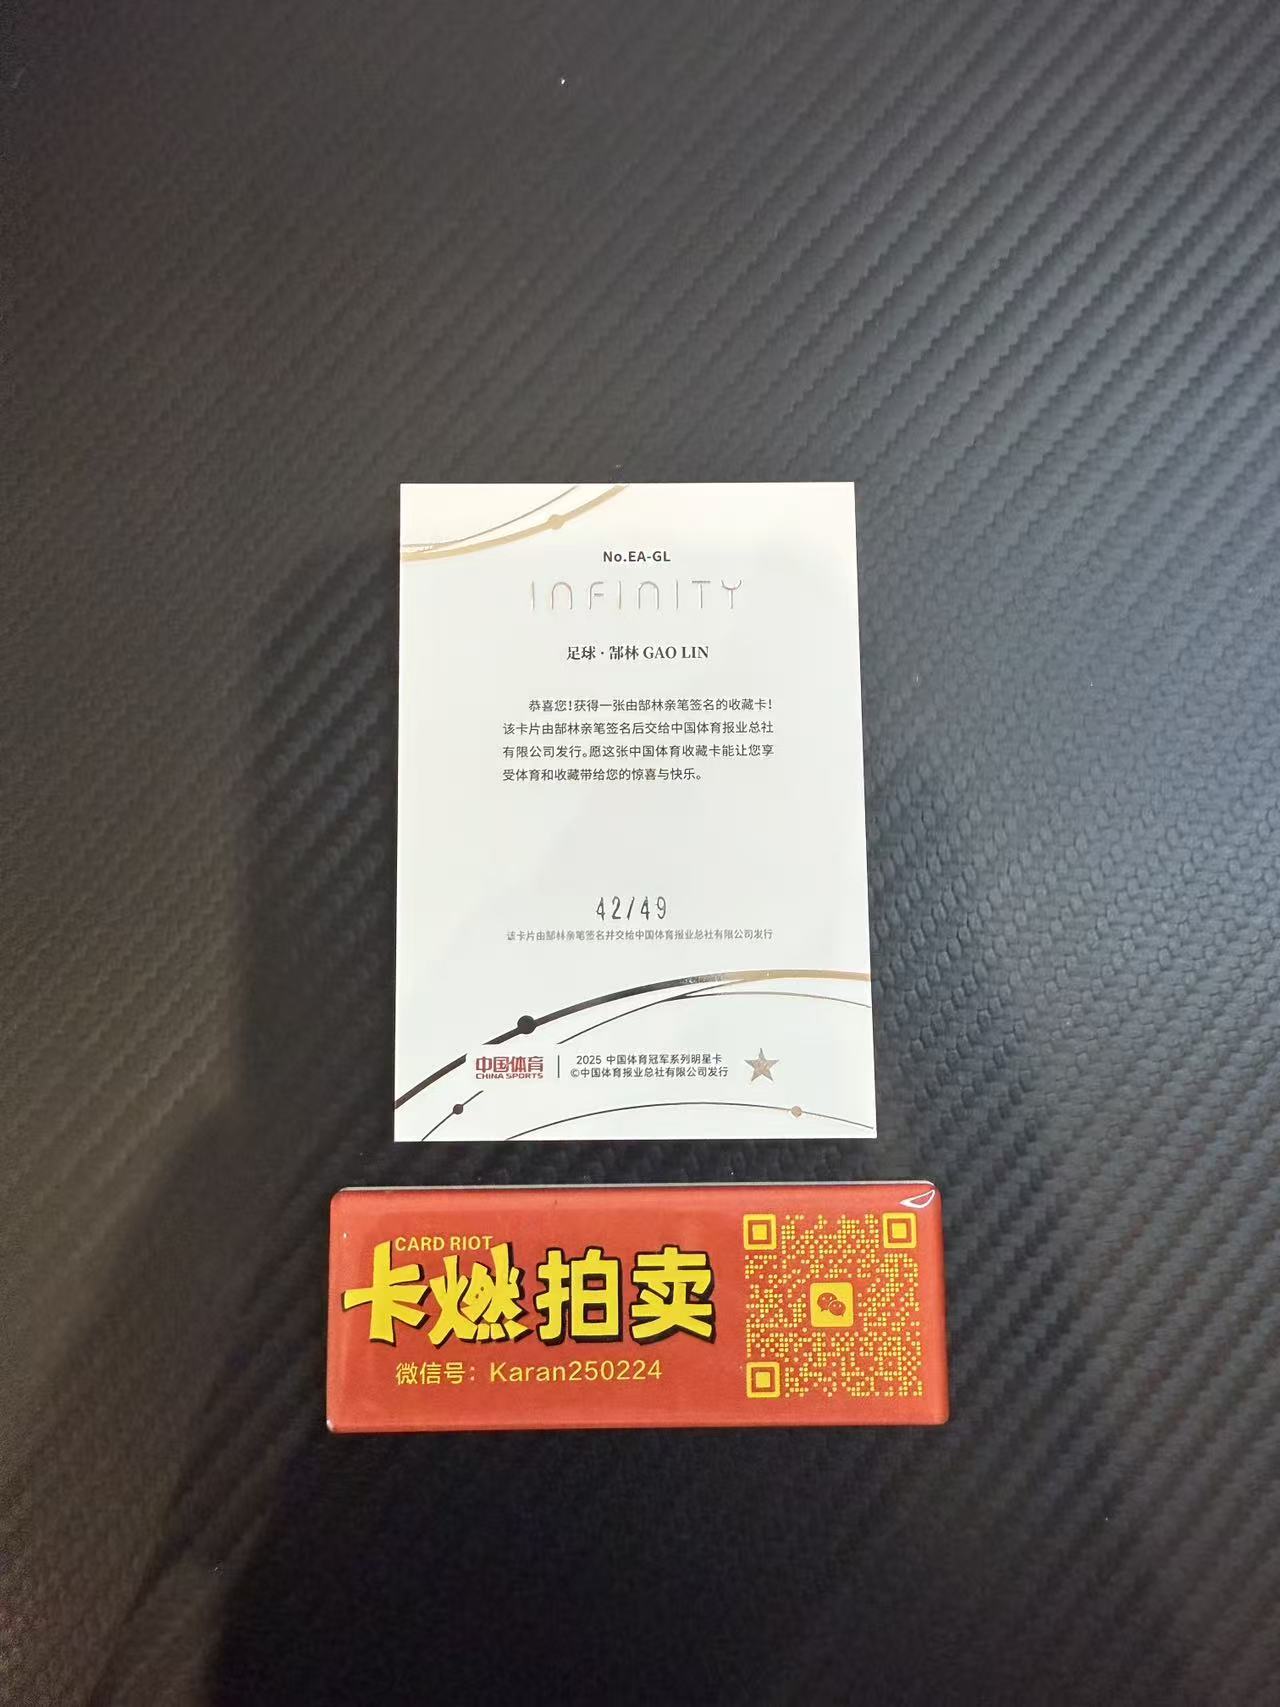 No.EA-GL
INFINITY
足球·郜林 GAO LIN
恭喜您!获得一张由郜林亲笔签名的收藏卡!
该卡片由郜林亲笔签名后交给中国体育报业总社
有限公司发行。愿这张中国体育收藏卡能让您享
受体育和收藏带给您的惊喜与快乐。
42/49
该卡片由郜林亲笔签名并交给中国体育报业总社有限公司发行
中国体育
CHINA SPORTS
2025 中国体育冠军系列明星卡
©中国体育报业总社有限公司发行
CARD RIOT
卡燃拍卖
微信号：Karan250224